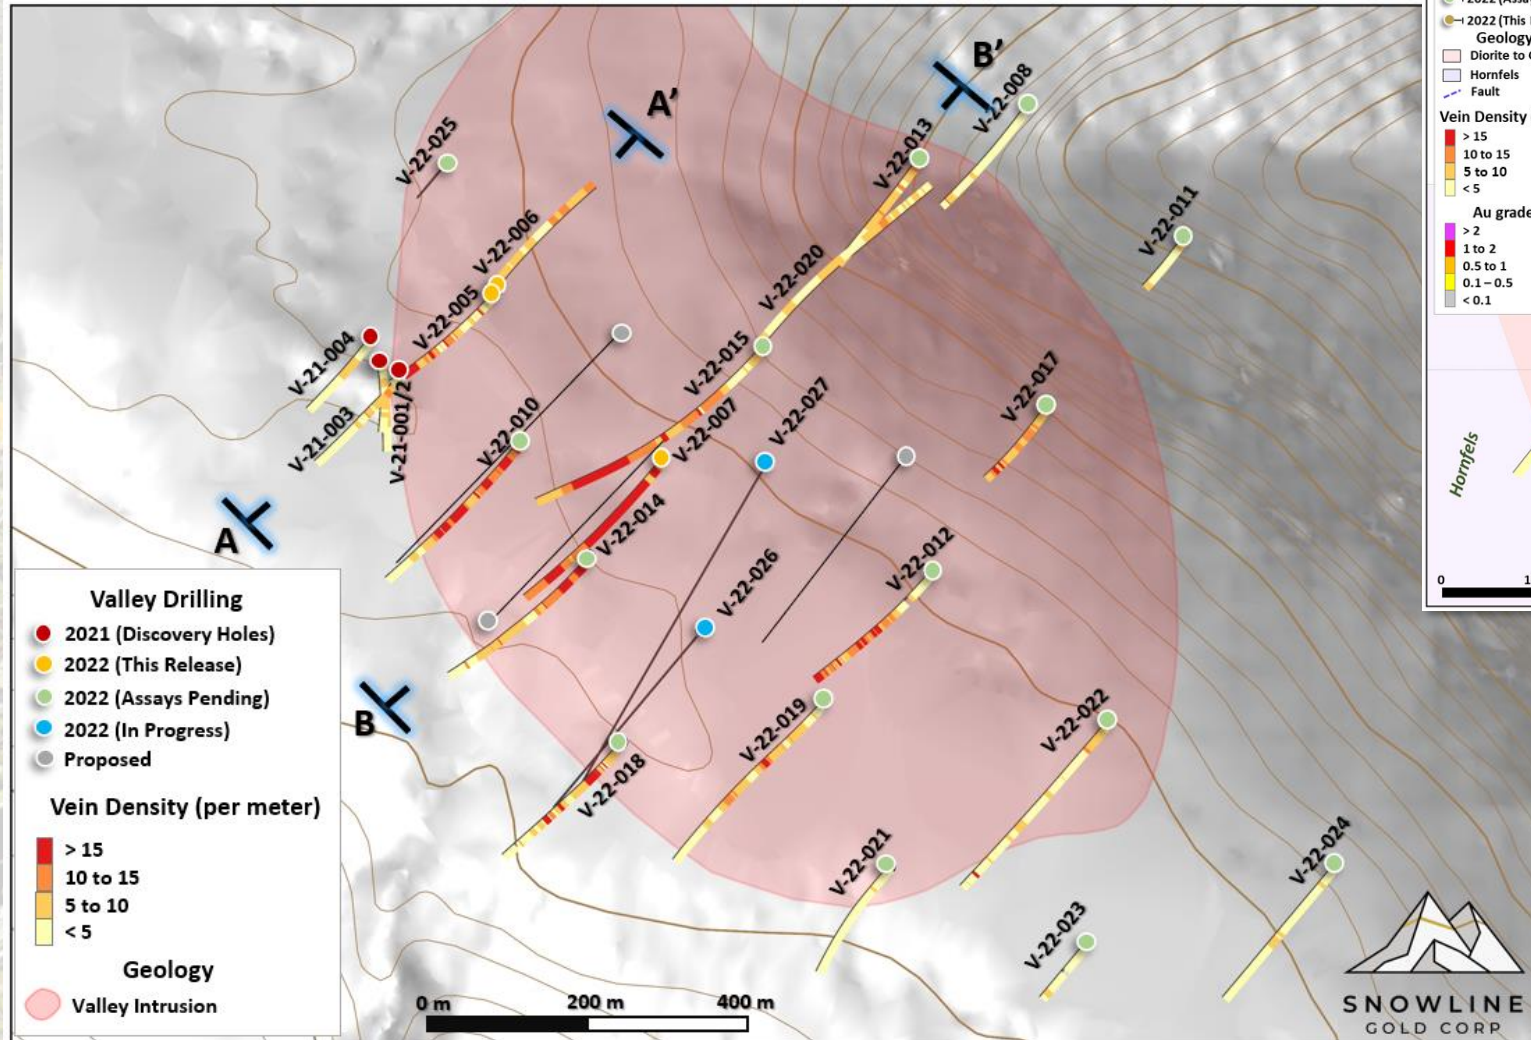 B'
A'
V-22-008
V-22-013
V-22-025
V-22-011
V-22-006
V-22-020
V-22-005
V-21-004
V-22-015
V-22-027
V-22-017
V-22-007
V-21-003
V-21-001/2
V-22-010
V-22-014
A
V-22-012
V-22-026
B
V-22-019
V-22-022
V-22-018
V-22-021
V-22-024
V-22-023
Valley Drilling
2021 (Discovery Holes)
2022 (This Release)
2022 (Assays Pending)
2022 (In Progress)
Proposed
Vein Density (per meter)
> 15
10 to 15
5 to 10
< 5
Geology
Valley Intrusion
0 m 200 m 400 m
2022 (This
Geology
Diorite to
Hornfels
Fault
Vein Density
> 15
10 to 15
5 to 10
< 5
Au grade
> 2
1 to 2
0.5 to 1
0.1 – 0.5
< 0.1
Hornfels
0
SNOWLINE
GOLD CORP